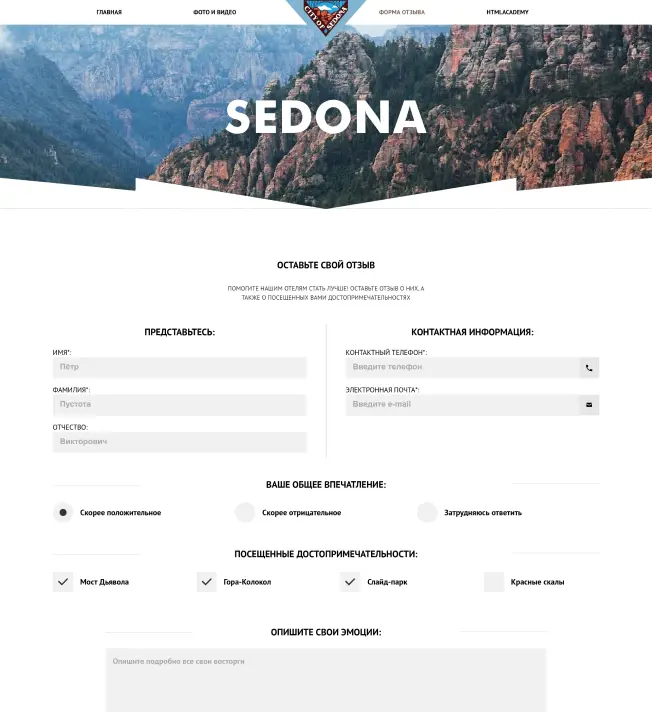 ГЛАВНАЯ
ФОТО И ВИДЕО
CITY OF SEDONA
ФОРМА ОТЗЫВА
HTMLACADEMY
SEDONA
ОСТАВЬТЕ СВОЙ ОТЗЫВ
ПОМОГИТЕ НАШИМ ОТЕЛЯМ СТАТЬ ЛУЧШЕ! ОСТАВЬТЕ ОТЗЫВ О НИХ, А
ТАКЖЕ О ПОСЕЩЕННЫХ ВАМИ ДОСТОПРИМЕЧАТЕЛЬНОСТЯХ
ПРЕДСТАВЬТЕСЬ:
ИМЯ*:
Пётр
ФАМИЛИЯ*:
Пустота
ОТЧЕСТВО:
Викторович
КОНТАКТНАЯ ИНФОРМАЦИЯ:
КОНТАКТНЫЙ ТЕЛЕФОН*:
Введите телефон
ЭЛЕКТРОННАЯ ПОЧТА*:
Введите e-mail
ВАШЕ ОБЩЕЕ ВПЕЧАТЛЕНИЕ:
Скорее положительное
Скорее отрицательное
Затрудняюсь ответить
ПОСЕЩЕННЫЕ ДОСТОПРИМЕЧАТЕЛЬНОСТИ:
Мост Дьявола
Гора-Колокол
Слайд-парк
Красные скалы
ОПИШИТЕ СВОИ ЭМОЦИИ:
Опишите подробно все свои восторги